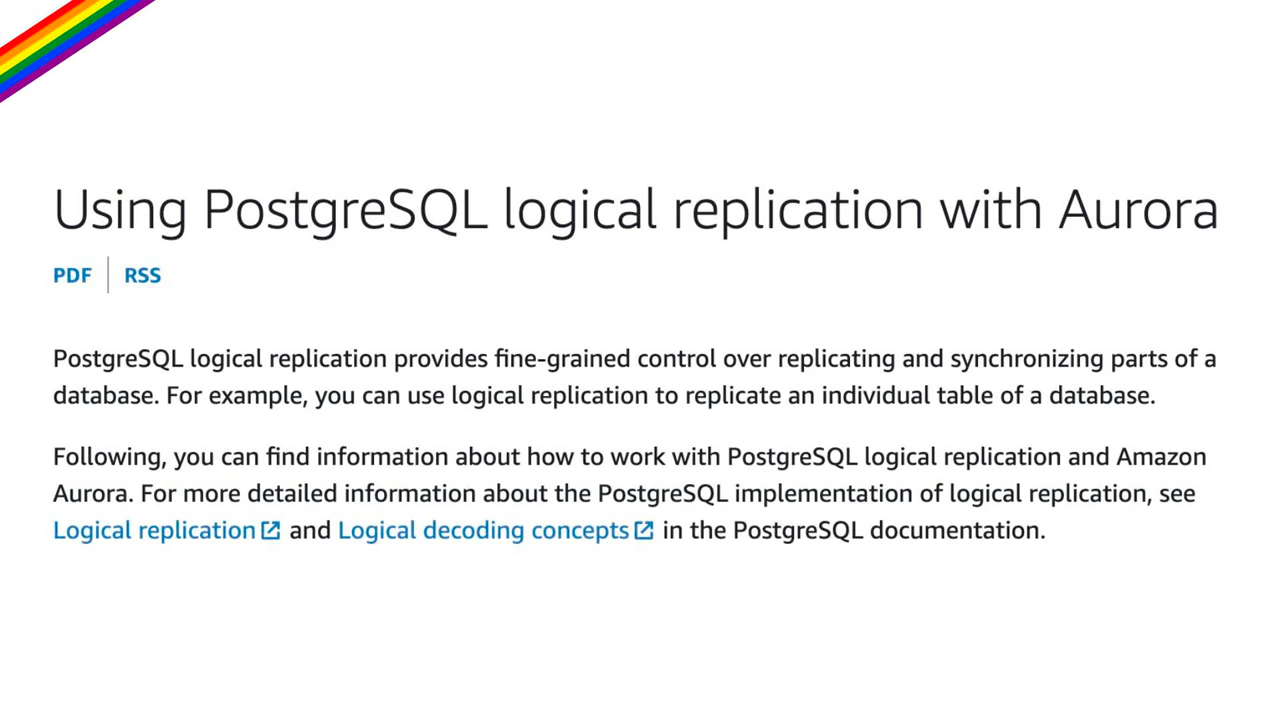 Using PostgreSQL logical replication with Aurora
PDF | RSS
PostgreSQL logical replication provides fine-grained control over replicating and synchronizing parts of a
database. For example, you can use logical replication to replicate an individual table of a database.
Following, you can find information about how to work with PostgreSQL logical replication and Amazon
Aurora. For more detailed information about the PostgreSQL implementation of logical replication, see
Logical replication and Logical decoding concepts in the PostgreSQL documentation.